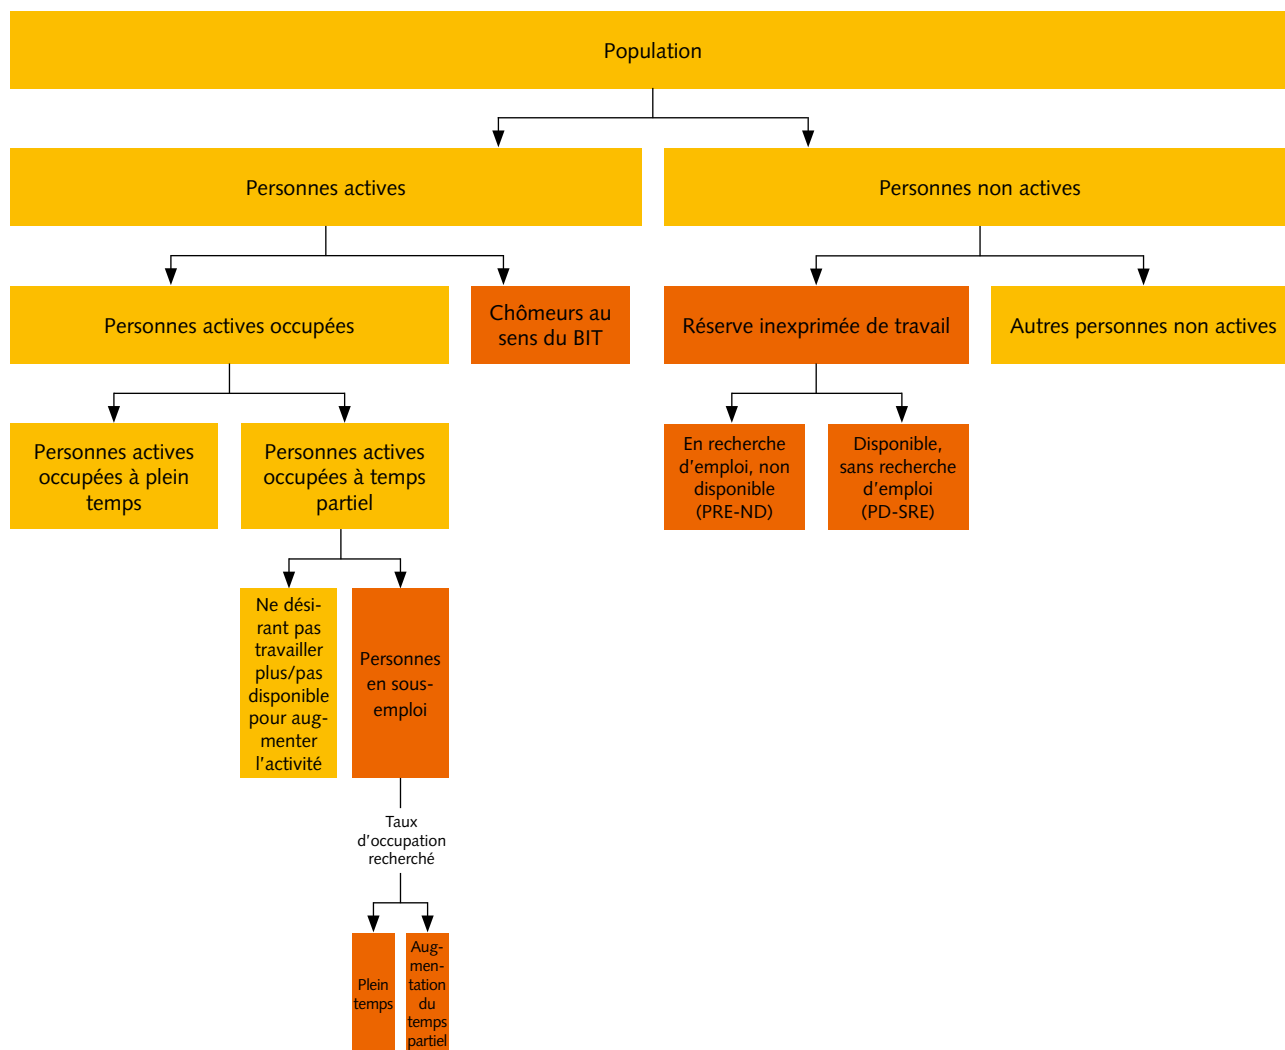 Population
Personnes actives
Personnes non actives
Personnes actives occupées
Chômeurs au
sens du BIT
Réserve inexprimée de travail
Autres personnes non actives
Personnes actives
occupées à plein
temps
Personnes actives
occupées à temps
partiel
En recherche
d'emploi, non
disponible
(PRE-ND)
Disponible,
sans recherche
d'emploi
(PD-SRE)
Ne dési-
rant pas
travailler
plus/pas
disponible
pour aug-
menter
l'activité
Personnes
en sous-
emploi
Taux
d'occupation
recherché
Plein
temps
Aug-
men-
tation
du
temps
partiel